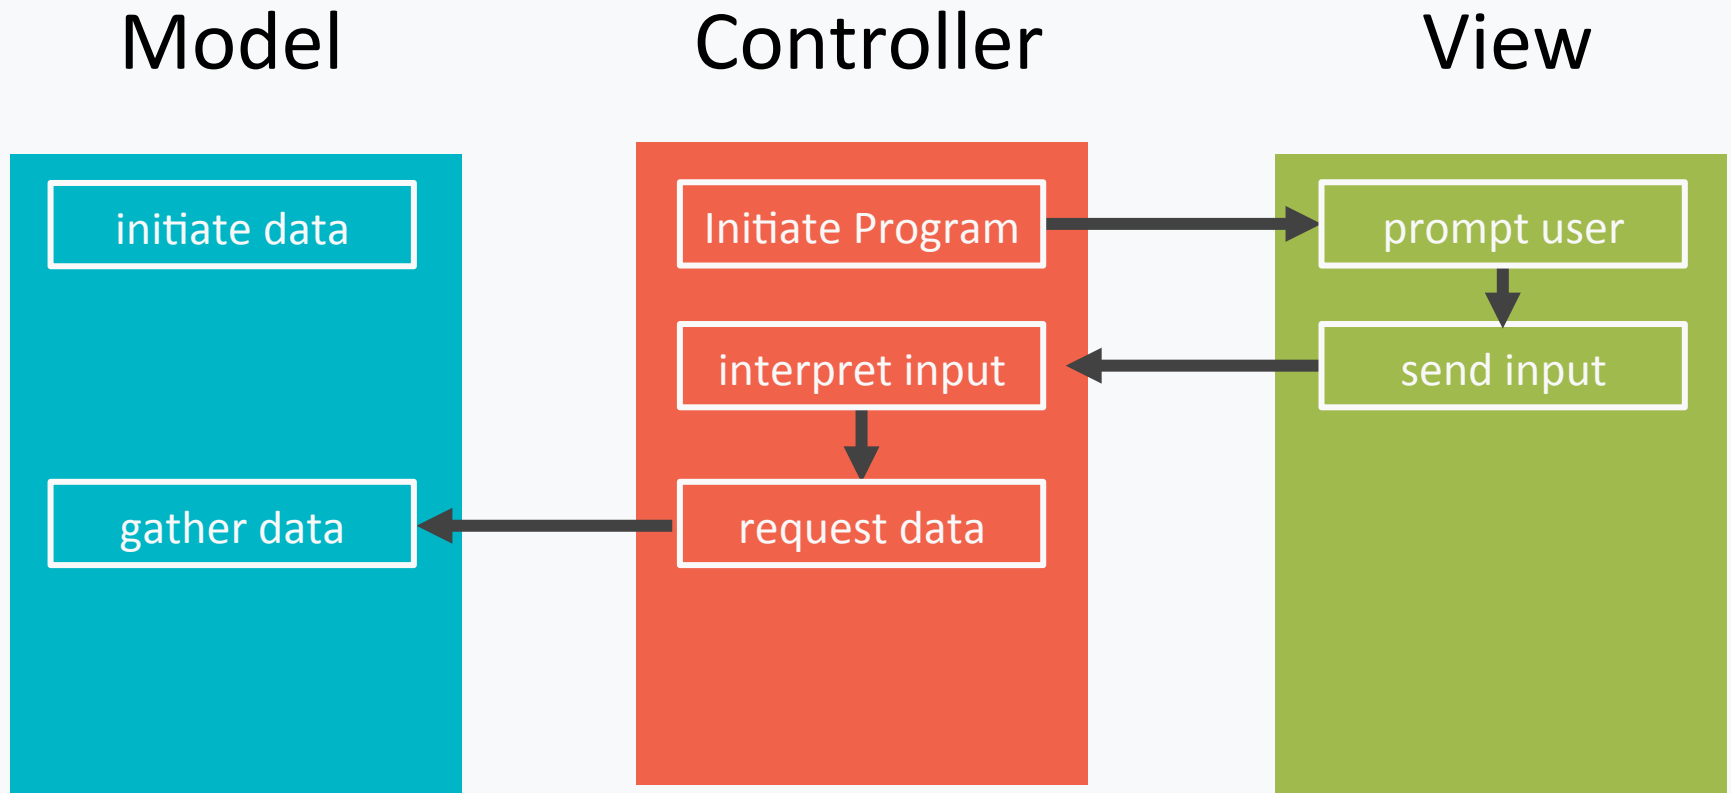 Model
Controller
View
initiate data
Initiate Program
prompt user
interpret input
send input
gather data
request data